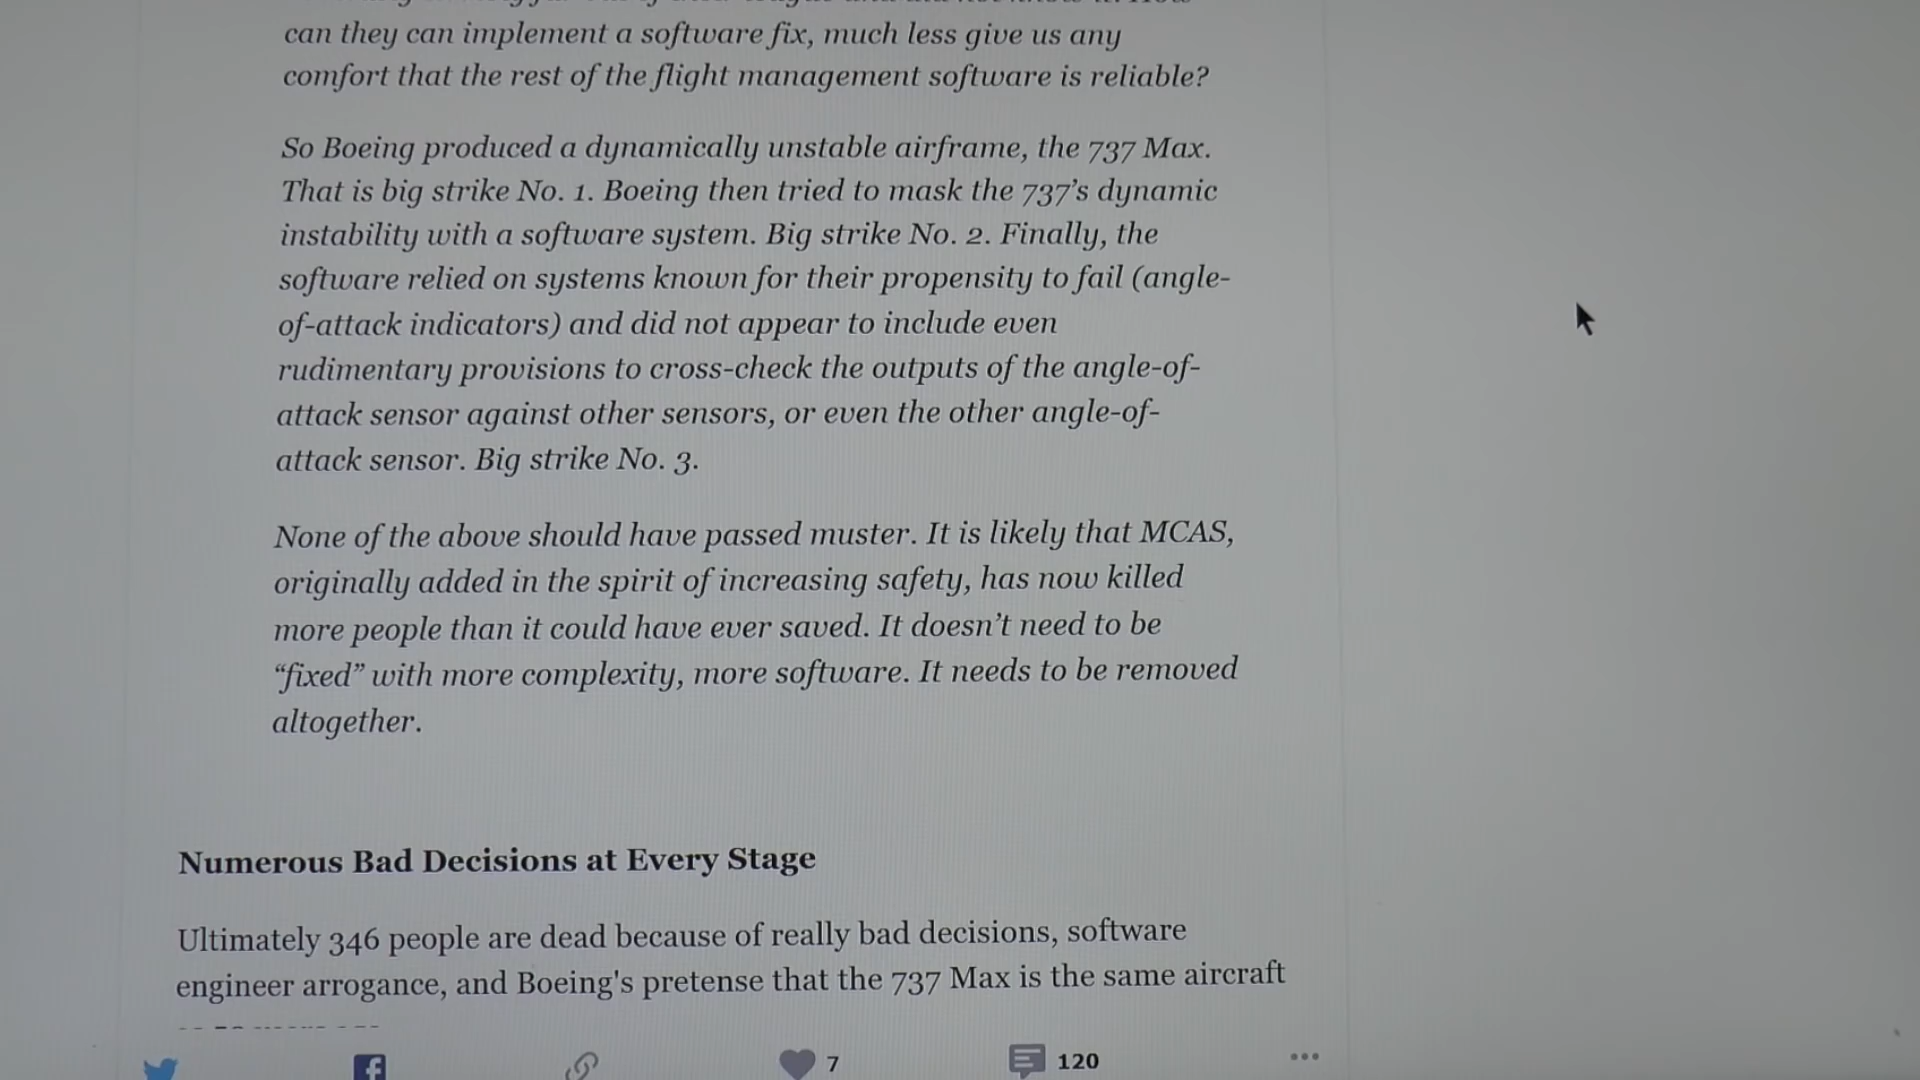 can they can implement a software fix, much less give us any
comfort that the rest of the flight management software is reliable?
So Boeing produced a dynamically unstable airframe, the 737 Max.
That is big strike No. 1. Boeing then tried to mask the 737’s dynamic
instability with a software system. Big strike No. 2. Finally, the
software relied on systems known for their propensity to fail (angle-
of-attack indicators) and did not appear to include even
rudimentary provisions to cross-check the outputs of the angle-of-
attack sensor against other sensors, or even the other angle-of-
attack sensor. Big strike No. 3.
None of the above should have passed muster. It is likely that MCAS,
originally added in the spirit of increasing safety, has now killed
more people than it could have ever saved. It doesn’t need to be
“fixed” with more complexity, more software. It needs to be removed
altogether.
Numerous Bad Decisions at Every Stage
Ultimately 346 people are dead because of really bad decisions, software
engineer arrogance, and Boeing's pretense that the 737 Max is the same aircraft
7
120